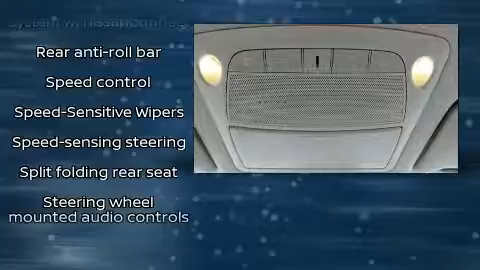 Rear anti-roll bar
Speed control
Speed-Sensitive Wipers
Speed-sensing steering
Split folding rear seat
Steering wheel
mounted audio controls